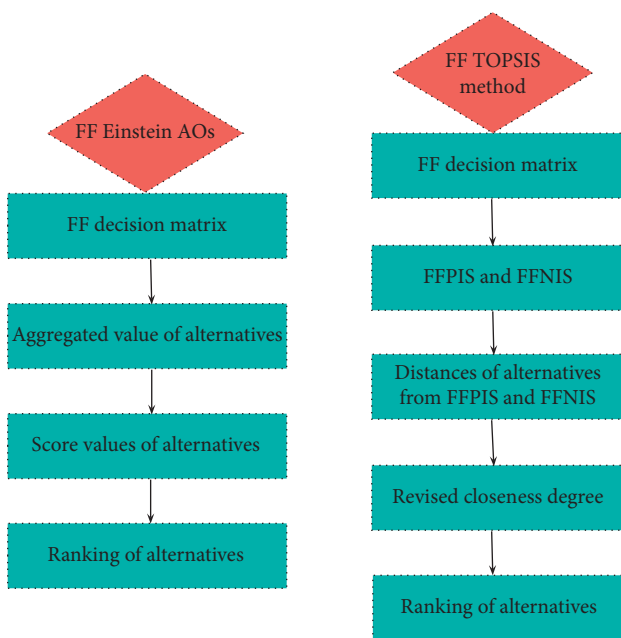 FF Einstein AOs
FF decision matrix
Aggregated value of alternatives
Score values of alternatives
Ranking of alternatives
FF TOPSIS
method
FF decision matrix
FFPIS and FFNIS
Distances of alternatives
from FFPIS and FFNIS
Revised closeness degree
Ranking of alternatives